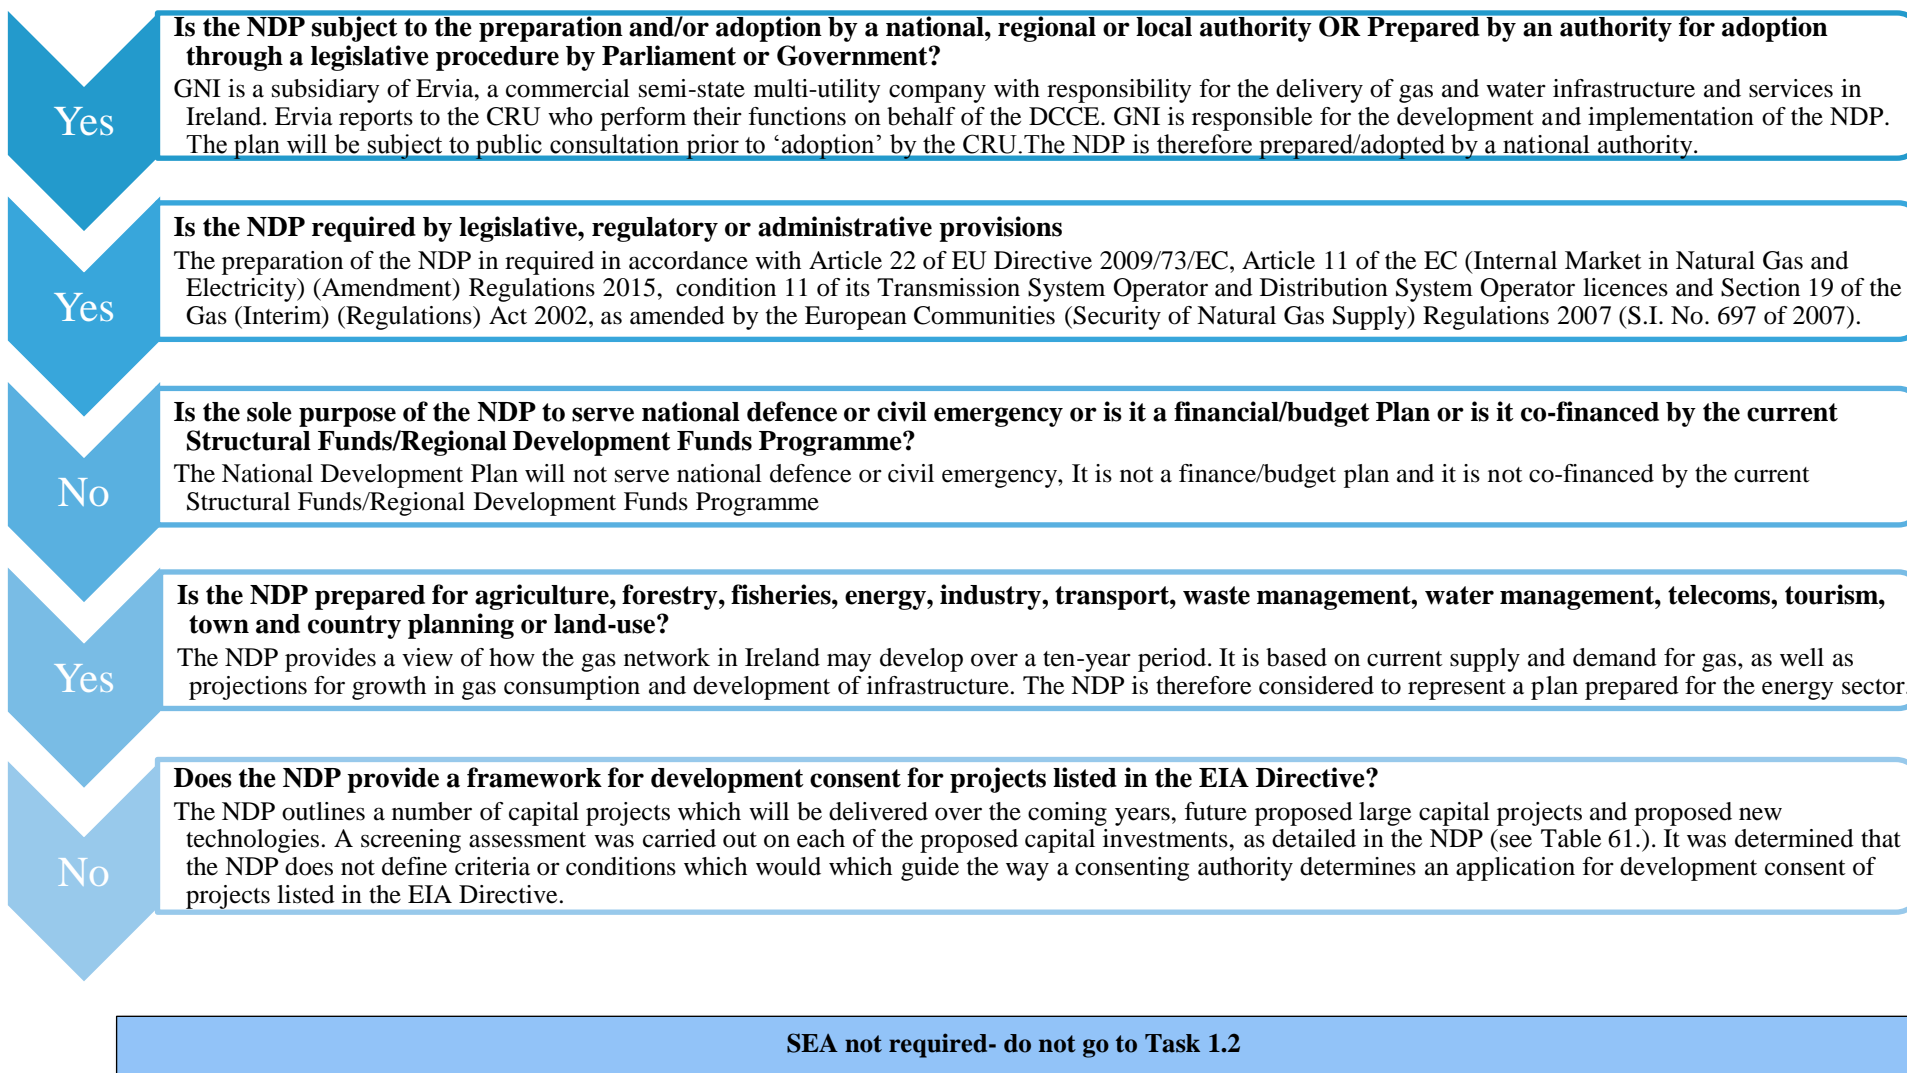 Is the NDP subject to the preparation and/or adoption by a national, regional or local authority OR Prepared by an authority for adoption
through a legislative procedure by Parliament or Government?
Yes
GNI is a subsidiary of Ervia, a commercial semi-state multi-utility company with responsibility for the delivery of gas and water infrastructure and services in
Ireland. Ervia reports to the CRU who perform their functions on behalf of the DCCE. GNI is responsible for the development and implementation of the NDP.
The plan will be subject to public consultation prior to ‘adoption’ by the CRU.The NDP is therefore prepared/adopted by a national authority.
Is the NDP required by legislative, regulatory or administrative provisions
Yes
The preparation of the NDP in required in accordance with Article 22 of EU Directive 2009/73/EC, Article 11 of the EC (Internal Market in Natural Gas and
Electricity) (Amendment) Regulations 2015, condition 11 of its Transmission System Operator and Distribution System Operator licences and Section 19 of the
Gas (Interim) (Regulations) Act 2002, as amended by the European Communities (Security of Natural Gas Supply) Regulations 2007 (S.I. No. 697 of 2007).
Is the sole purpose of the NDP to serve national defence or civil emergency or is it a financial/budget Plan or is it co-financed by the current
Structural Funds/Regional Development Funds Programme?
No
The National Development Plan will not serve national defence or civil emergency, It is not a finance/budget plan and it is not co-financed by the current
Structural Funds/Regional Development Funds Programme
Is the NDP prepared for agriculture, forestry, fisheries, energy, industry, transport, waste management, water management, telecoms, tourism,
town and country planning or land-use?
Yes
The NDP provides a view of how the gas network in Ireland may develop over a ten-year period. It is based on current supply and demand for gas, as well as
projections for growth in gas consumption and development of infrastructure. The NDP is therefore considered to represent a plan prepared for the energy sector.
Does the NDP provide a framework for development consent for projects listed in the EIA Directive?
No
The NDP outlines a number of capital projects which will be delivered over the coming years, future proposed large capital projects and proposed new
technologies. A screening assessment was carried out on each of the proposed capital investments, as detailed in the NDP (see Table 61.). It was determined that
the NDP does not define criteria or conditions which would which guide the way a consenting authority determines an application for development consent of
projects listed in the EIA Directive.
SEA not required- do not go to Task 1.2